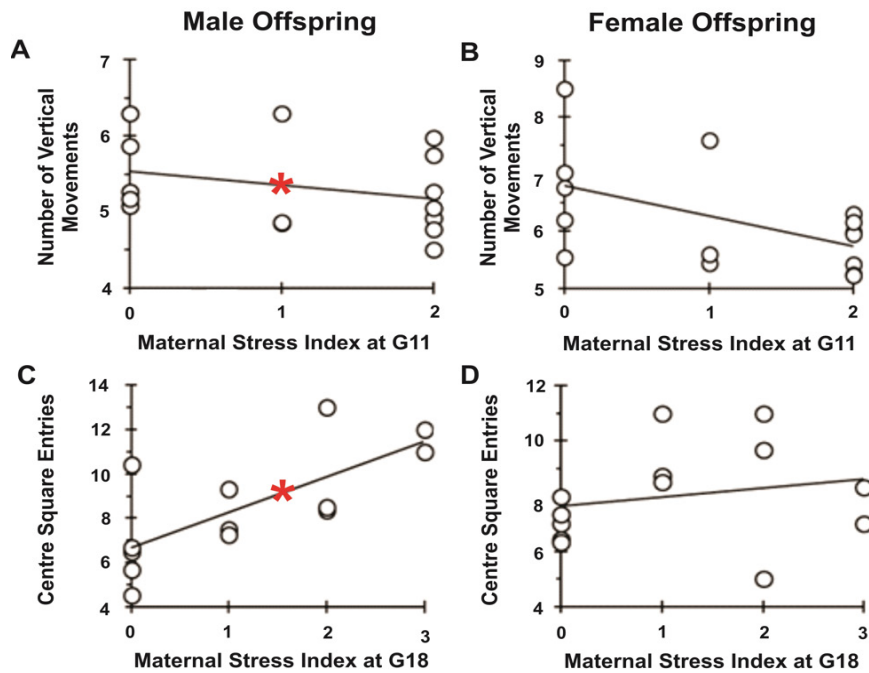 Male Offspring
Female Offspring
A
Number of Vertical
Movements
7
6
5
4
0
1
2
Maternal Stress Index at G11
B
Number of Vertical
Movements
9
8
7
6
5
0
1
2
Maternal Stress Index at G11
C
Centre Square Entries
14
12
10
8
6
4
0
1
2
3
Maternal Stress Index at G18
D
Centre Square Entries
12
10
8
6
4
0
1
2
3
Maternal Stress Index at G18